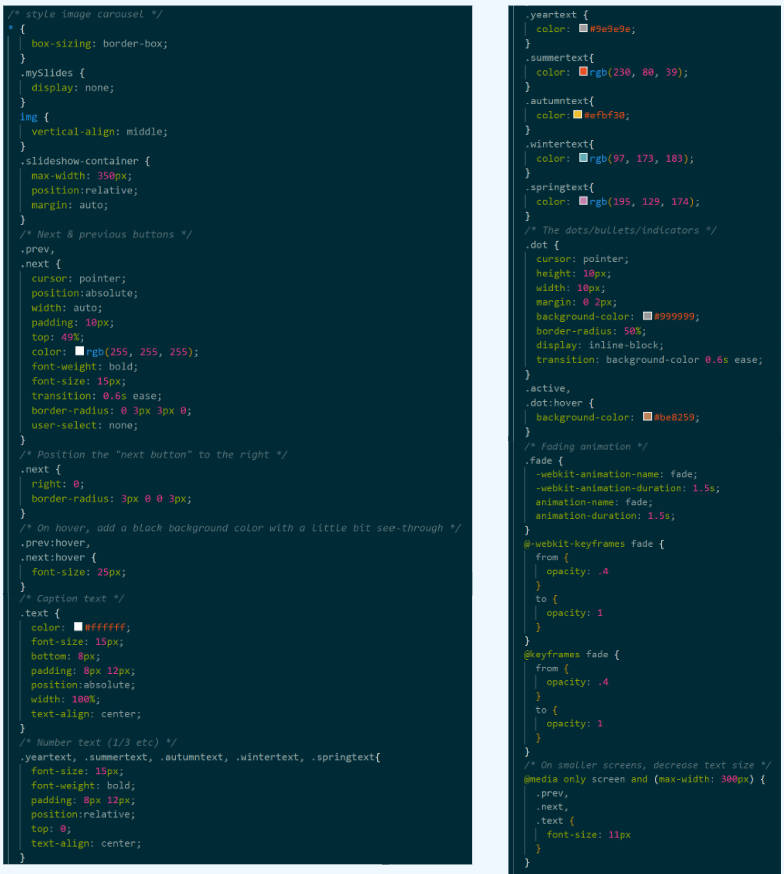 /* style image carousel */
* {
box-sizing: border-box;
}
.mySlides {
display: none;
}
img {
vertical-align: middle;
}
.slideshow-container {
max-width: 350px;
position:relative;
margin: auto;
}
/* Next & previous buttons */
.prev,
.next {
cursor: pointer;
position:absolute;
width: auto;
padding: 10px;
top: 49%;
color: rgb(255, 255, 255);
font-weight: bold;
font-size: 15px;
transition: 0.6s ease;
border-radius: 0 3px 3px 0;
user-select: none;
}
/* Position the "next button" to the right */
.next {
right: 0;
border-radius: 3px 0 0 3px;
}
/* On hover, add a black background color with a little bit see-through */
.prev:hover,
.next:hover {
font-size: 25px;
}
/* Caption text */
.text {
color: #ffffff;
font-size: 15px;
bottom: 8px;
padding: 8px 12px;
position:absolute;
width: 100%;
text-align: center;
}
/* Number text (1/3 etc) */
.yeartext, .summertext, .autumntext, .wintertext, .springtext{
font-size: 15px;
font-weight: bold;
padding: 8px 12px;
position:relative;
top: 0;
text-align: center;
}
.yeartext {
color: #9e9e9e;
}
.summertext{
color: rgb(230, 80, 39);
}
.autumntext{
color: #efbf30;
}
.wintertext{
color: rgb(97, 173, 183);
}
.springtext{
color: rgb(195, 129, 174);
}
/* The dots/bullets/indicators */
.dot {
cursor: pointer;
height: 10px;
width: 10px;
margin: 0 2px;
background-color: #999999;
border-radius: 50%;
display: inline-block;
transition: background-color 0.6s ease;
}
.active,
.dot:hover {
background-color: #be8259;
}
/* Fading animation */
.fade {
-webkit-animation-name: fade;
-webkit-animation-duration: 1.5s;
animation-name: fade;
animation-duration: 1.5s;
}
@-webkit-keyframes fade {
from {
opacity: .4
}
to {
opacity: 1
}
}
@keyframes fade {
from {
opacity: .4
}
to {
opacity: 1
}
}
/* On smaller screens, decrease text size */
@media only screen and (max-width: 300px) {
.prev,
.next,
.text {
font-size: 11px
}
}